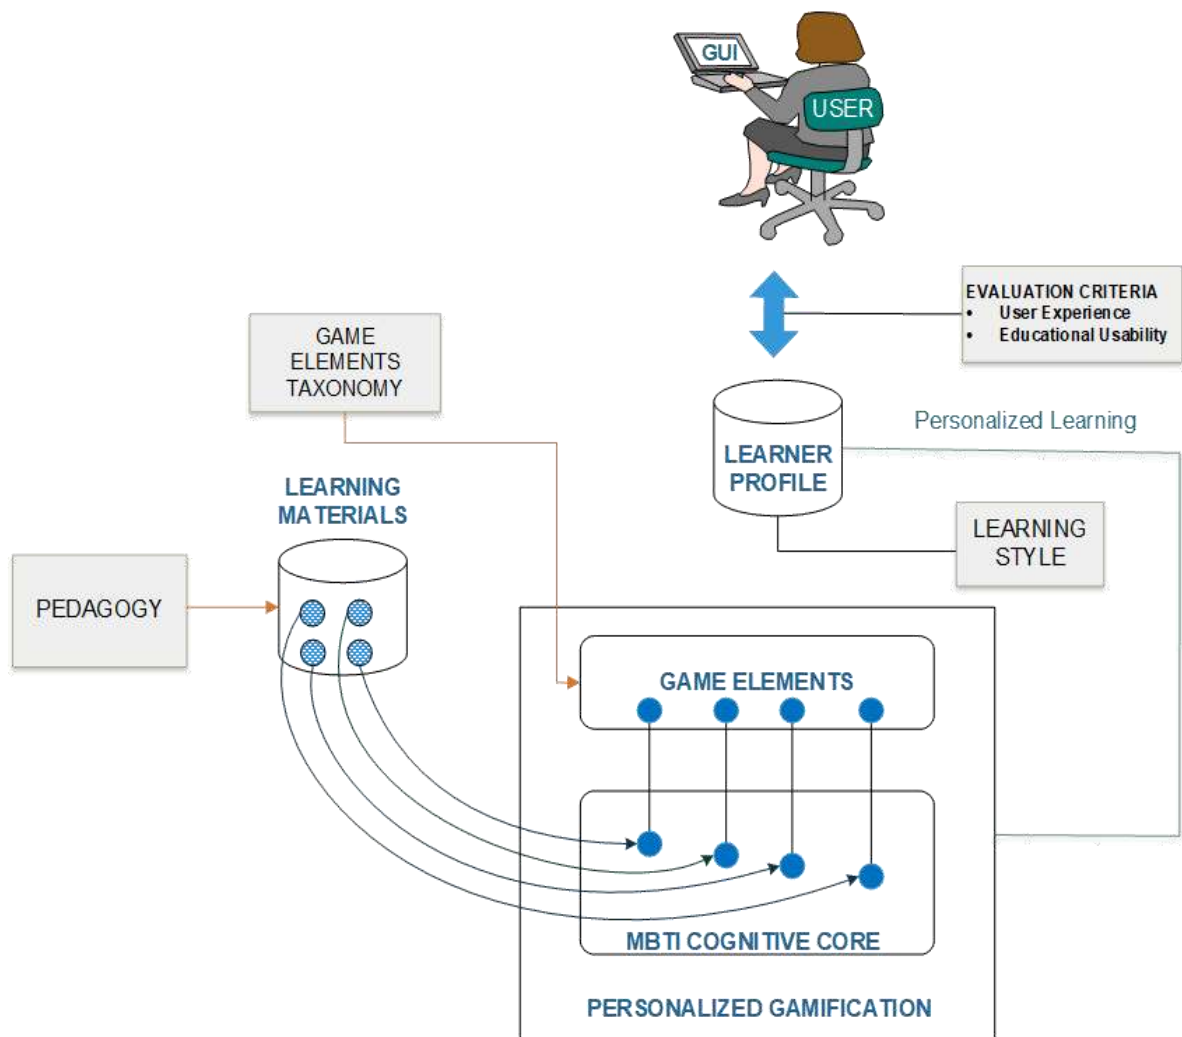 GUI
USER
EVALUATION CRITERIA
• User Experience
• Educational Usability
GAME
ELEMENTS
TAXONOMY
Personalized Learning
LEARNER
PROFILE
LEARNING
MATERIALS
LEARNING
STYLE
PEDAGOGY
GAME ELEMENTS
MBTI COGNITIVE CORE
PERSONALIZED GAMIFICATION